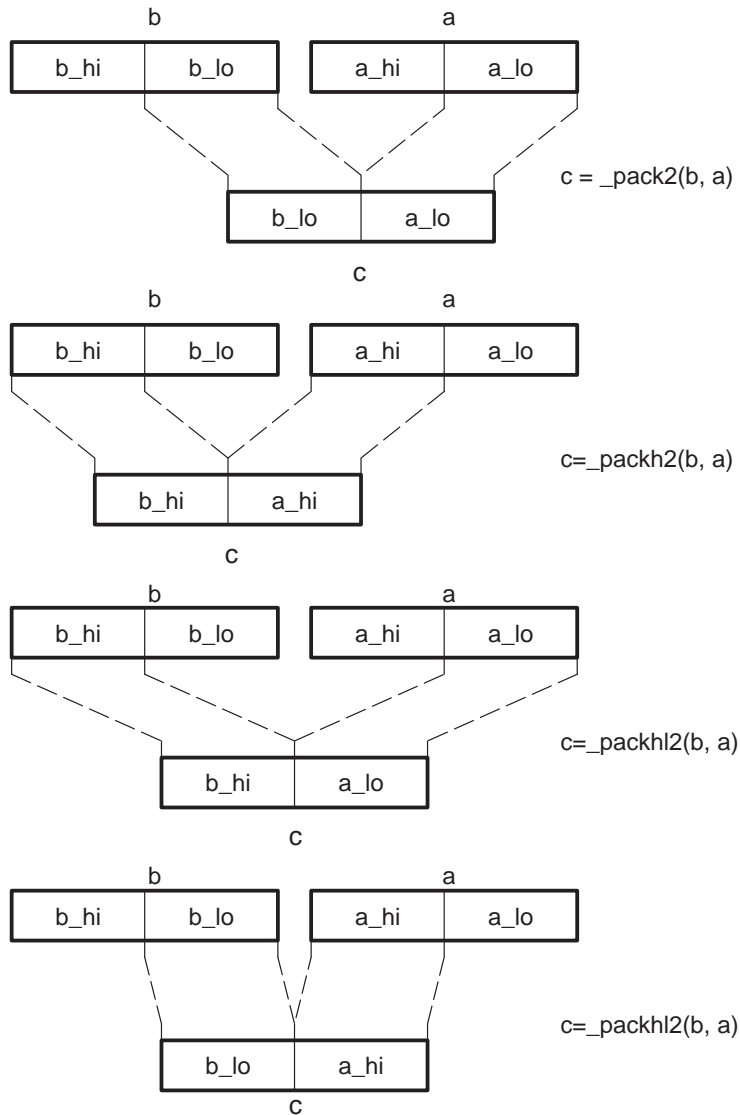 b a
b_hi b_lo a_hi a_lo
c = _pack2(b, a)
b_lo a_lo
c
b a
b_hi b_lo a_hi a_lo
c=_packh2(b, a)
b_hi a_hi
c
b a
b_hi b_lo a_hi a_lo
c=_packhl2(b, a)
b_hi a_lo
c
b a
b_hi b_lo a_hi a_lo
c=_packhl2(b, a)
b_lo a_hi
c